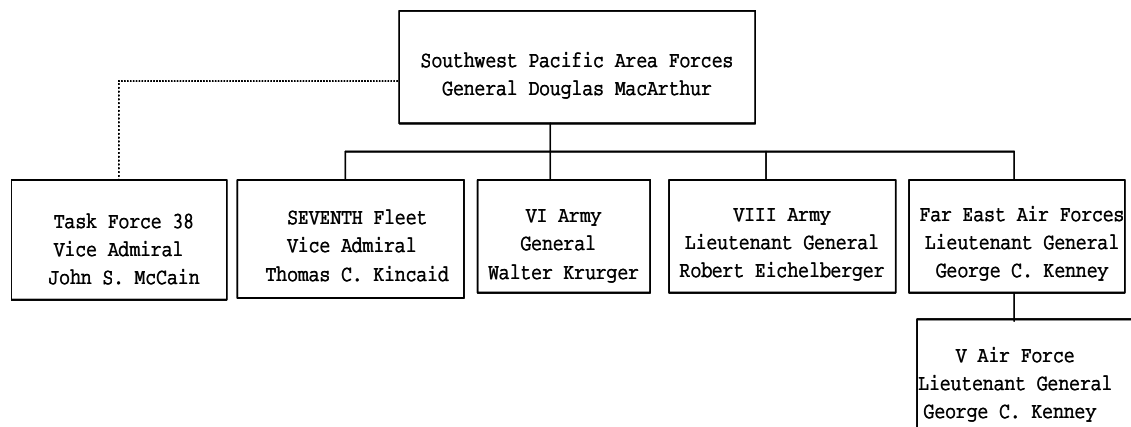 Southwest Pacific Area Forces
General Douglas MacArthur
Task Force 38
Vice Admiral
John S. McCain
SEVENTH Fleet
Vice Admiral
Thomas C. Kincaid
VI Army
General
Walter Krurger
VIII Army
Lieutenant General
Robert Eichelberger
Far East Air Forces
Lieutenant General
George C. Kenney
V Air Force
Lieutenant General
George C. Kenney